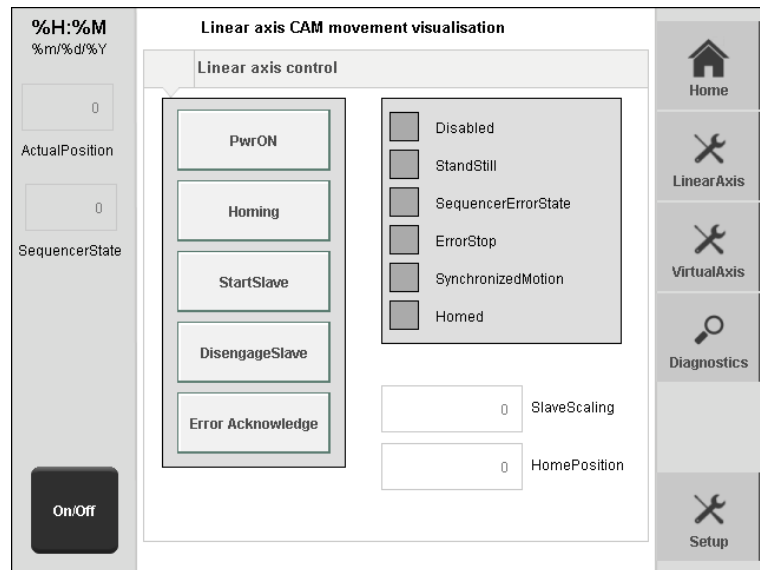 %H:%M
%m/%d/%Y
0
ActualPosition
0
SequencerState
On/Off
Linear axis CAM movement visualisation
Linear axis control
PwrON
Homing
StartSlave
DisengageSlave
Error Acknowledge
Disabled
StandStill
SequencerErrorState
ErrorStop
SynchronizedMotion
Homed
0 SlaveScaling
0 HomePosition
Home
LinearAxis
VirtualAxis
Diagnostics
Setup